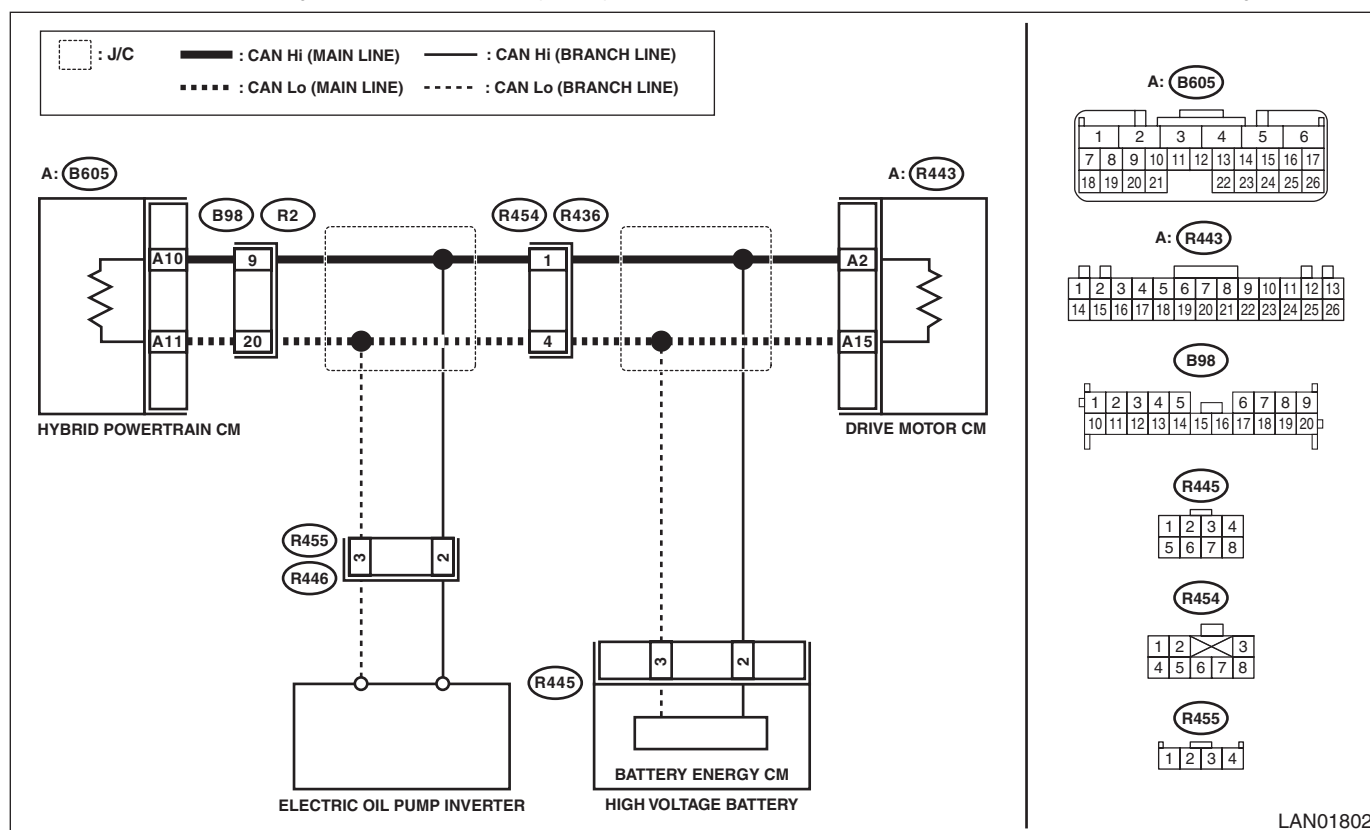 : J/C : CAN Hi (MAIN LINE) : CAN Hi (BRANCH LINE)
: CAN Lo (MAIN LINE) : CAN Lo (BRANCH LINE)
A: B605
A: R443
B98 R2
R454 R436
A10 9 1 A2
A11 20 4 A15
HYBRID POWERTRAIN CM
DRIVE MOTOR CM
R455
R446
3 2
R445
3 2
BATTERY ENERGY CM
ELECTRIC OIL PUMP INVERTER
HIGH VOLTAGE BATTERY
A: B605
1 2 3 4 5 6
7 8 9 10 11 12 13 14 15 16 17
18 19 20 21 22 23 24 25 26
A: R443
1 2 3 4 5 6 7 8 9 10 11 12 13
14 15 16 17 18 19 20 21 22 23 24 25 26
B98
1 2 3 4 5 6 7 8 9
10 11 12 13 14 15 16 17 18 19 20
R445
1 2 3 4
5 6 7 8
R454
1 2 3
4 5 6 7 8
R455
1 2 3 4
LAN01802